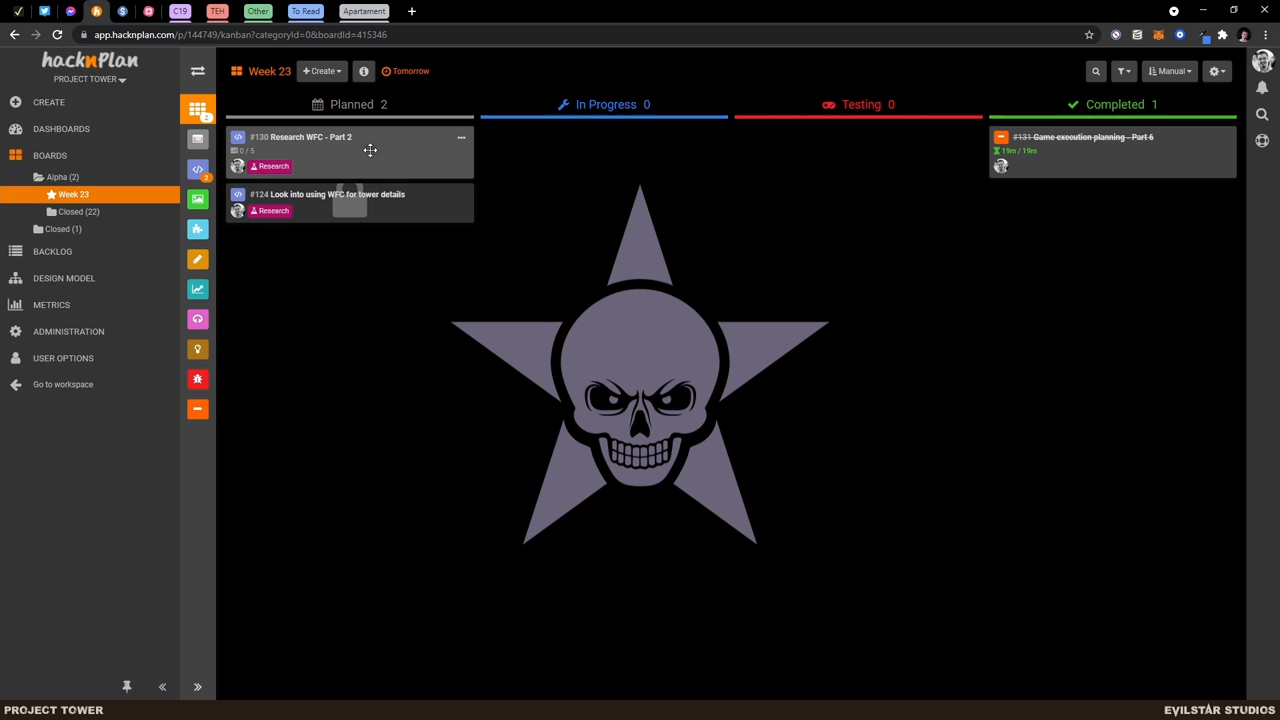 C19
TEH
Other
To Read
Apartament
app.hacknplan.com/p/144749/kanban?categoryId=0&boardId=415346
hacknPlan
PROJECT TOWER
CREATE
DASHBOARDS
BOARDS
Alpha (2)
Week 23
Closed (22)
Closed (1)
BACKLOG
DESIGN MODEL
METRICS
ADMINISTRATION
USER OPTIONS
Go to workspace
2
2
Week 23
Create
Tomorrow
Manual
Planned 2
#130 Research WFC - Part 2
0 / 5
Research
#124 Look into using WFC for tower details
Research
In Progress 0
Testing 0
Completed 1
#131 Game execution planning - Part 6
19m / 19m
PROJECT TOWER
EVILSTAR STUDIOS